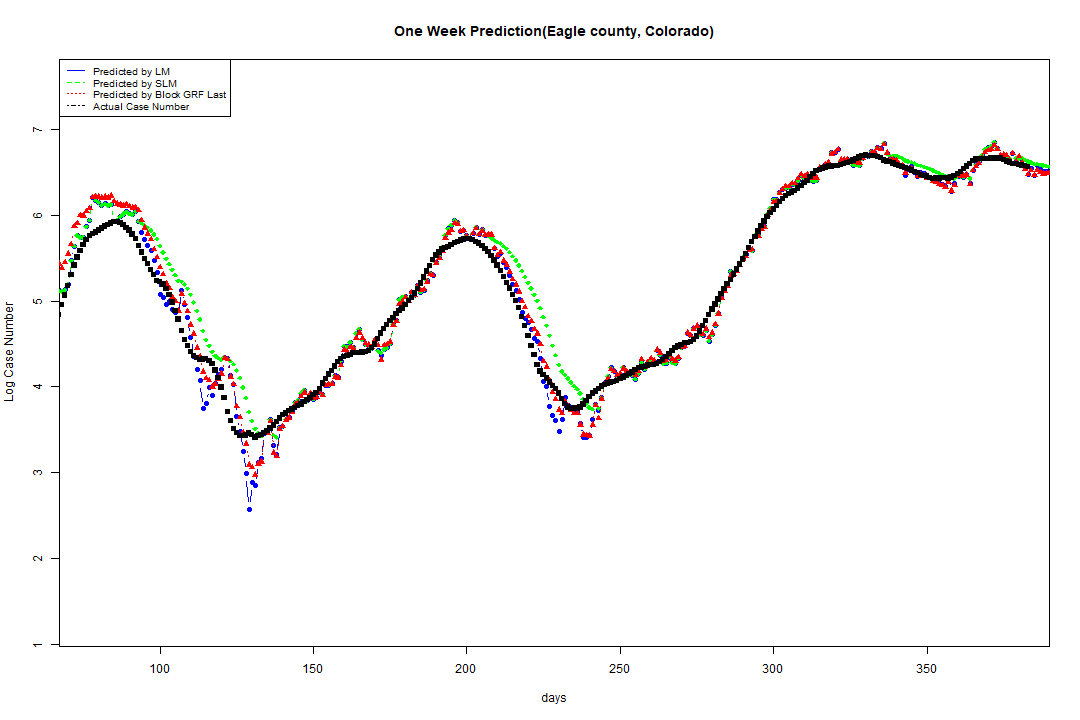 One Week Prediction(Eagle county, Colorado)
Predicted by LM
Predicted by SLM
Predicted by Block GRF Last
Actual Case Number
7
6
5
4
3
2
1
Log Case Number
100 150 200 250 300 350
days